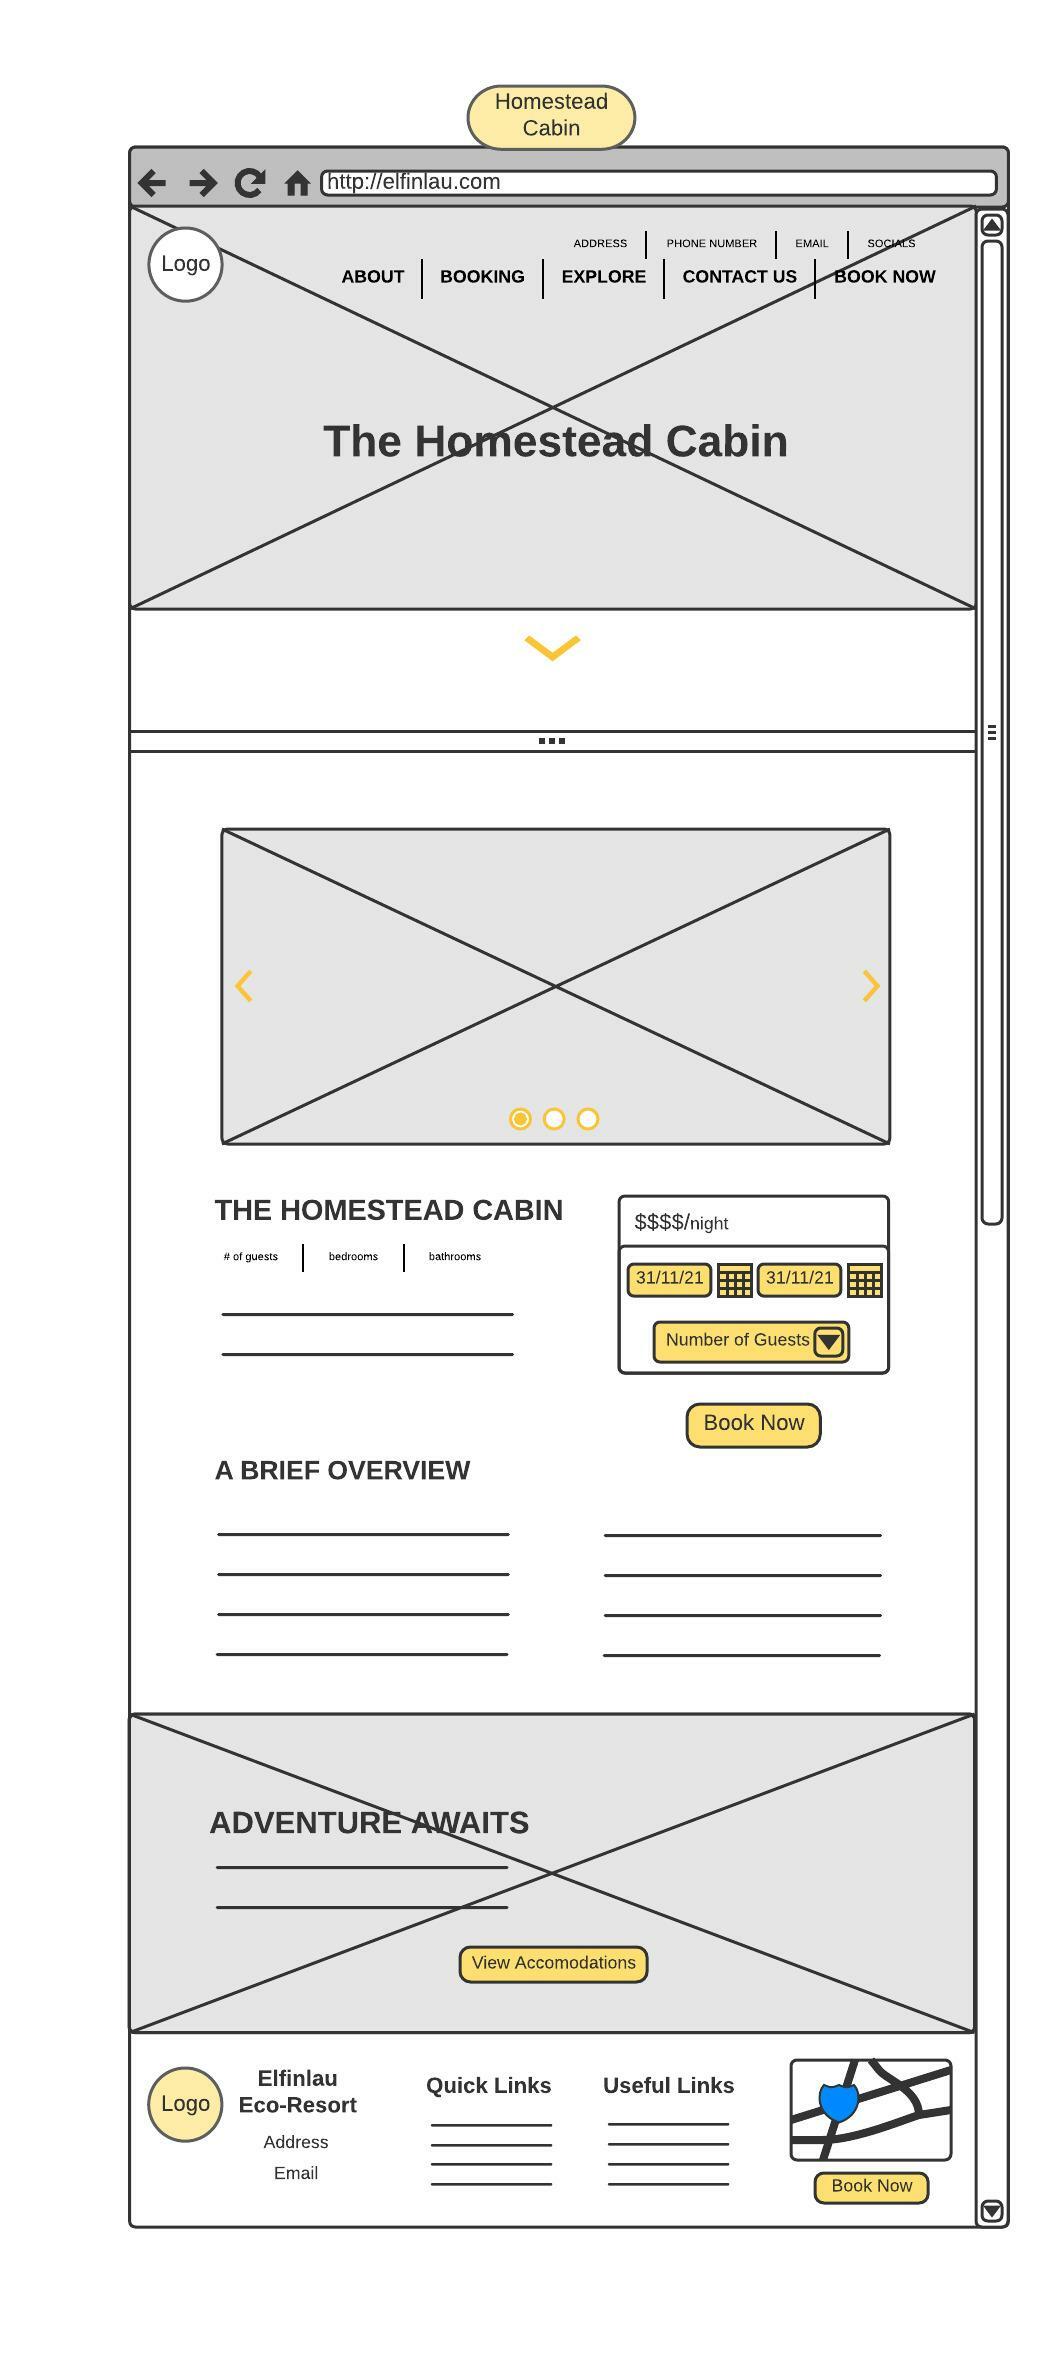 Homestead
Cabin
http://elfinlau.com
Logo
ADDRESS PHONE NUMBER EMAIL SOCIALS
ABOUT BOOKING EXPLORE CONTACT US BOOK NOW
The Homestead Cabin
THE HOMESTEAD CABIN
# of guests bedrooms bathrooms
$$$$/night
31/11/21 31/11/21
Number of Guests
Book Now
A BRIEF OVERVIEW
ADVENTURE AWAITS
View Accomodations
Logo
Elfinlau
Eco-Resort
Address
Email
Quick Links
Useful Links
Book Now